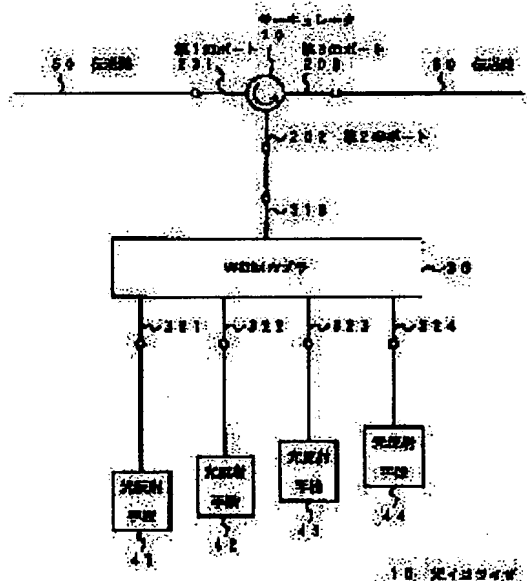 サーキュレータ
20
第1のポート
201
第3のポート
203
50 伝送路
60 伝送路
202 第2のポート
310
WDMカプラ
30
321
322
323
324
光反射
手段
光反射
手段
光反射
手段
光反射
手段
41
42
43
44
10 光イコライザ